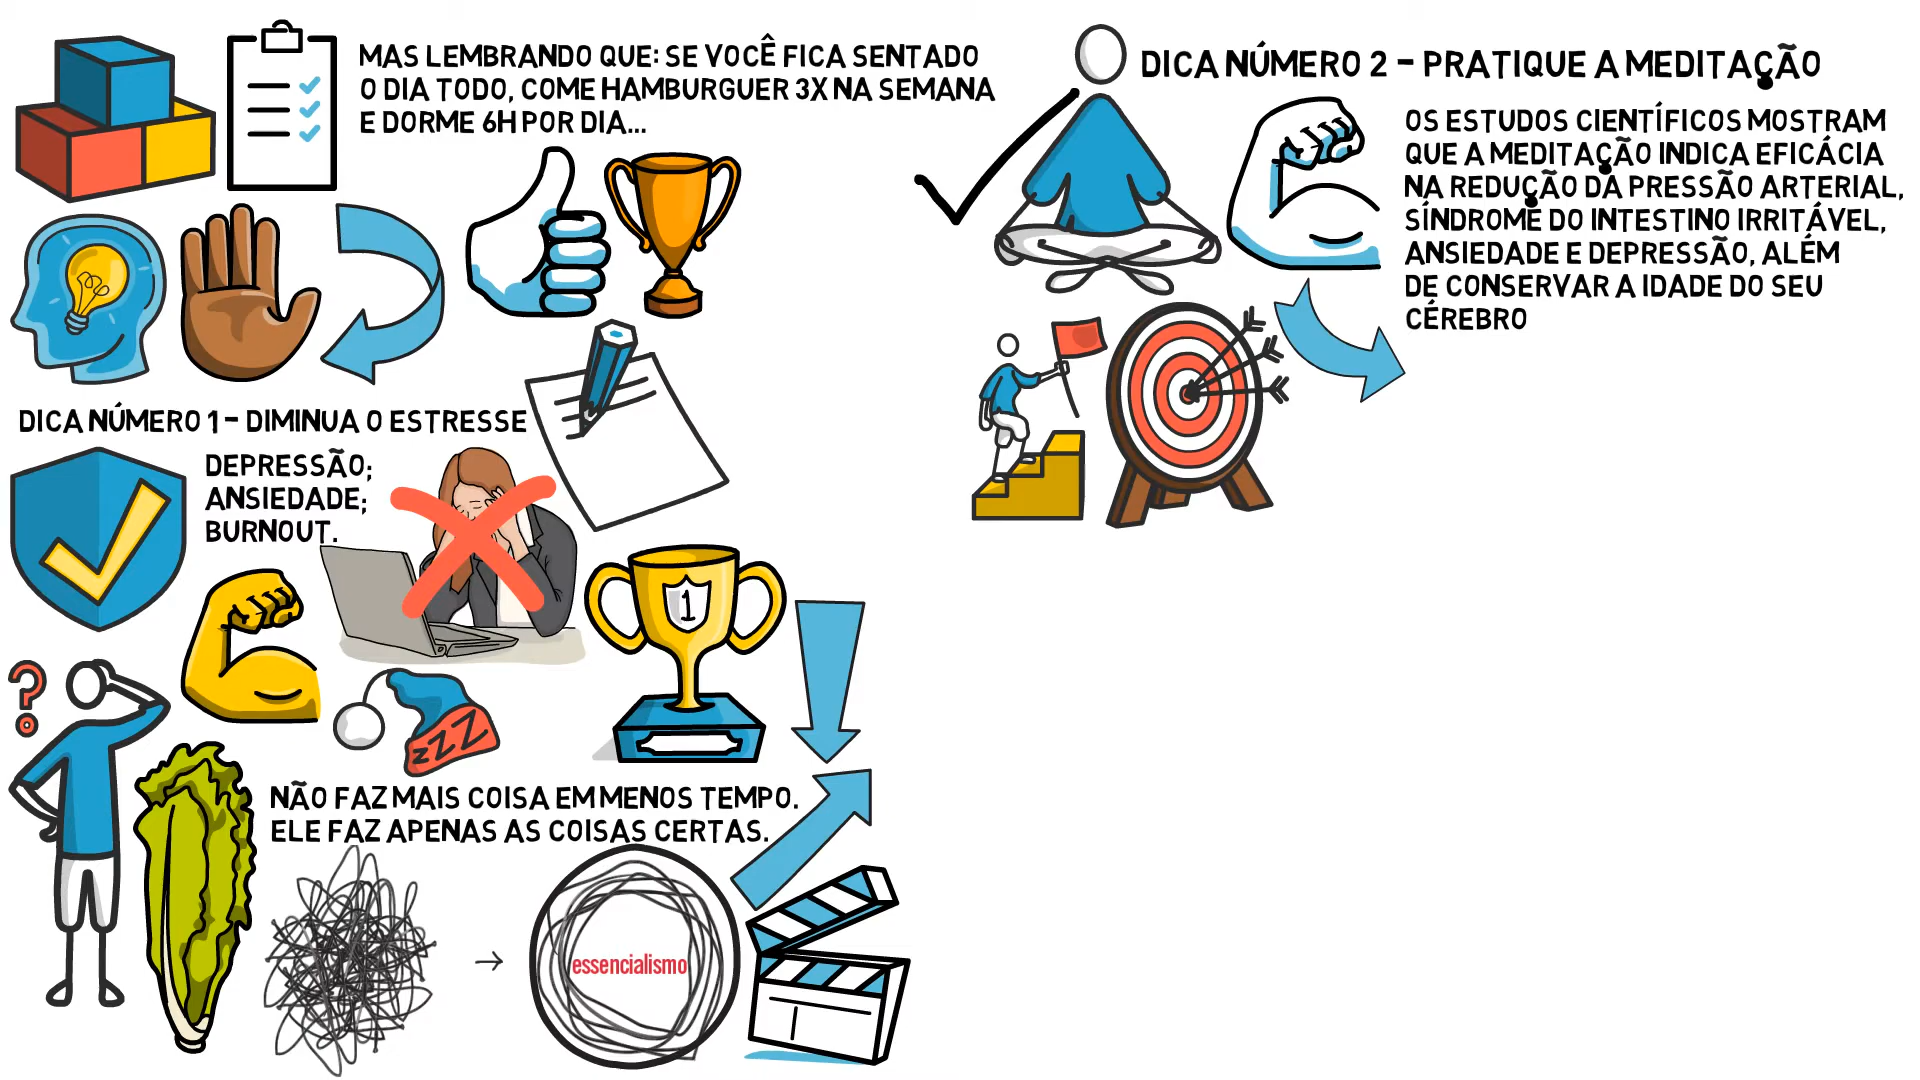 MAS LEMBRANDO QUE: SE VOCÊ FICA SENTADO
O DIA TODO, COME HAMBURGUER 3X NA SEMANA
E DORME 6H POR DIA...
DICA NÚMERO 1 - DIMINUA O ESTRESSE
DEPRESSÃO;
ANSIEDADE;
BURNOUT.
1
?
zZZ
NÃO FAZ MAIS COISA EM MENOS TEMPO.
ELE FAZ APENAS AS COISAS CERTAS.
essencialismo
DICA NÚMERO 2 - PRATIQUE A MEDITAÇÃO
OS ESTUDOS CIENTÍFICOS MOSTRAM
QUE A MEDITAÇÃO INDICA EFICÁCIA
NA REDUÇÃO DA PRESSÃO ARTERIAL,
SÍNDROME DO INTESTINO IRRITÁVEL,
ANSIEDADE E DEPRESSÃO, ALÉM
DE CONSERVAR A IDADE DO SEU
CÉREBRO